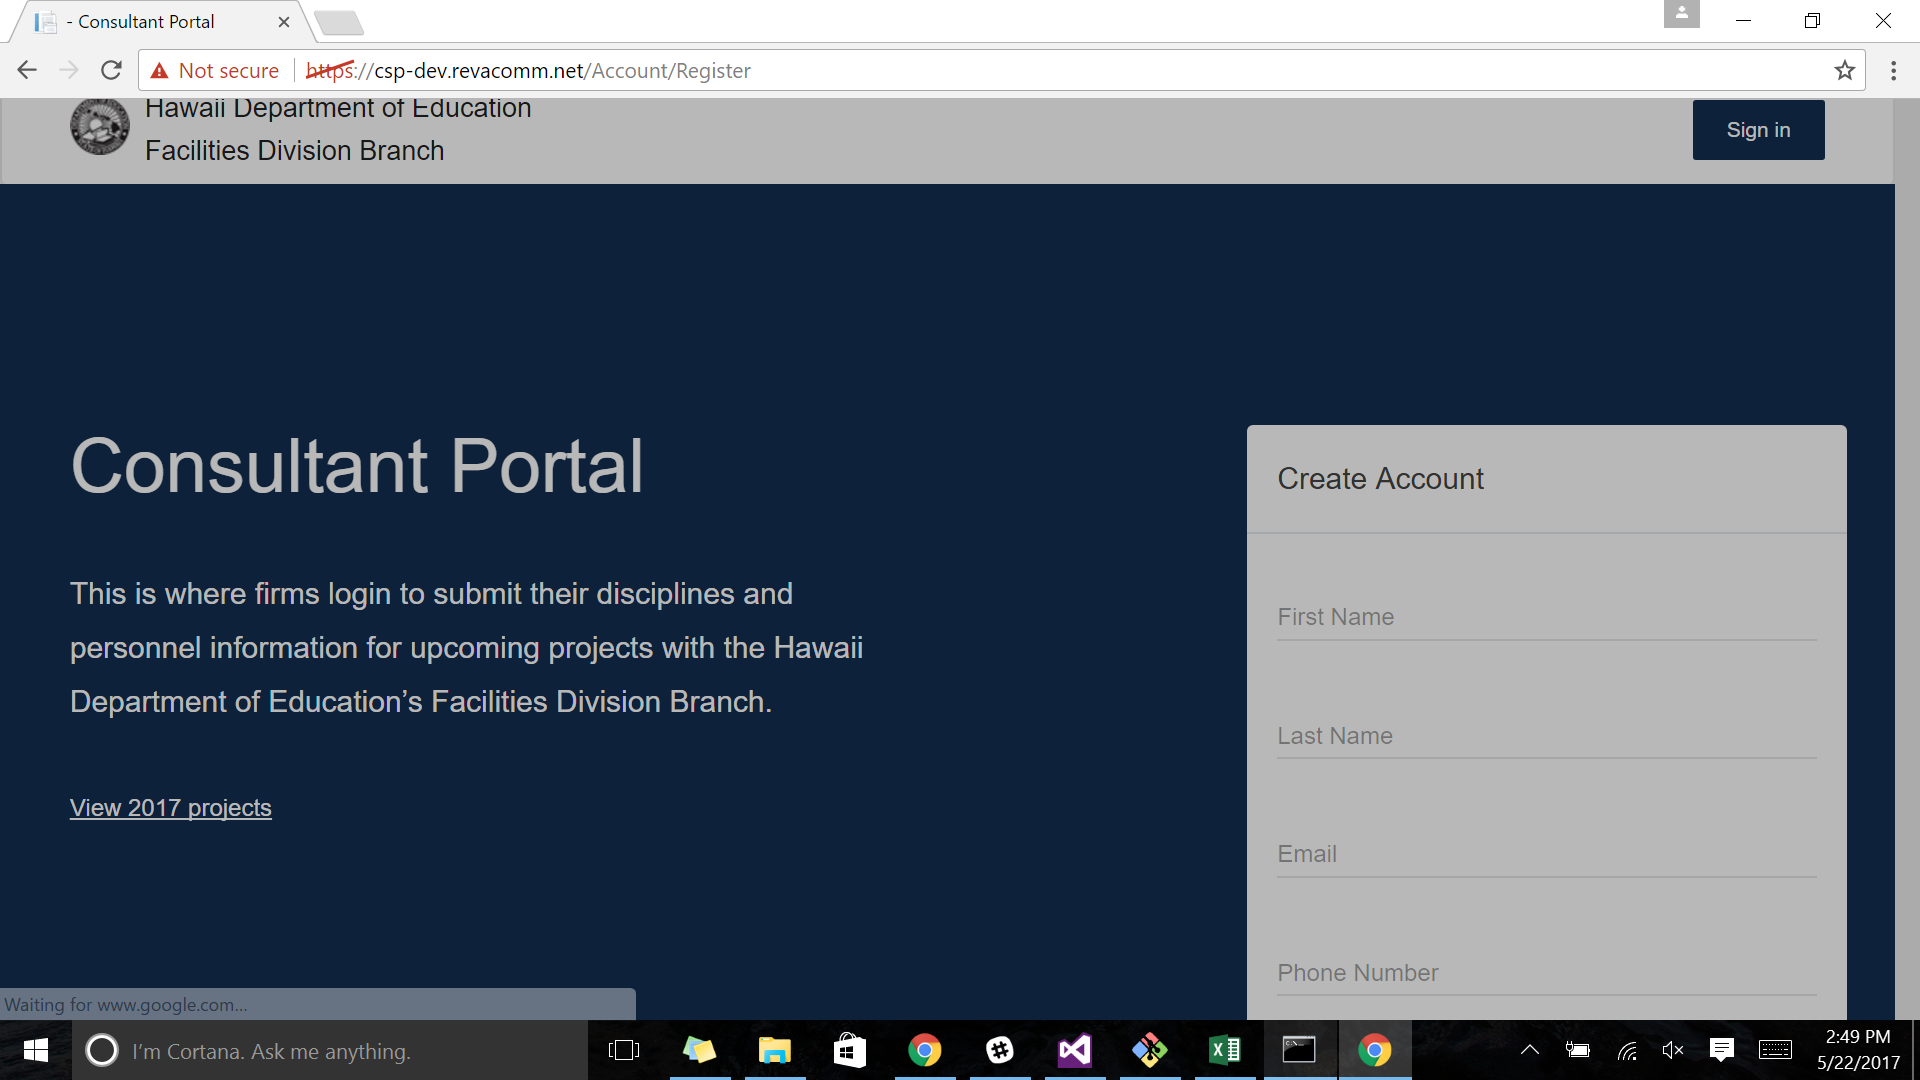 - Consultant Portal
Not secure
https://csp-dev.revacomm.net/Account/Register
Hawaii Department of Education
Facilities Division Branch
Sign in
Consultant Portal
This is where firms login to submit their disciplines and
personnel information for upcoming projects with the Hawaii
Department of Education’s Facilities Division Branch.
View 2017 projects
Create Account
First Name
Last Name
Email
Phone Number
Waiting for www.google.com...
I'm Cortana. Ask me anything.
2:49 PM
5/22/2017